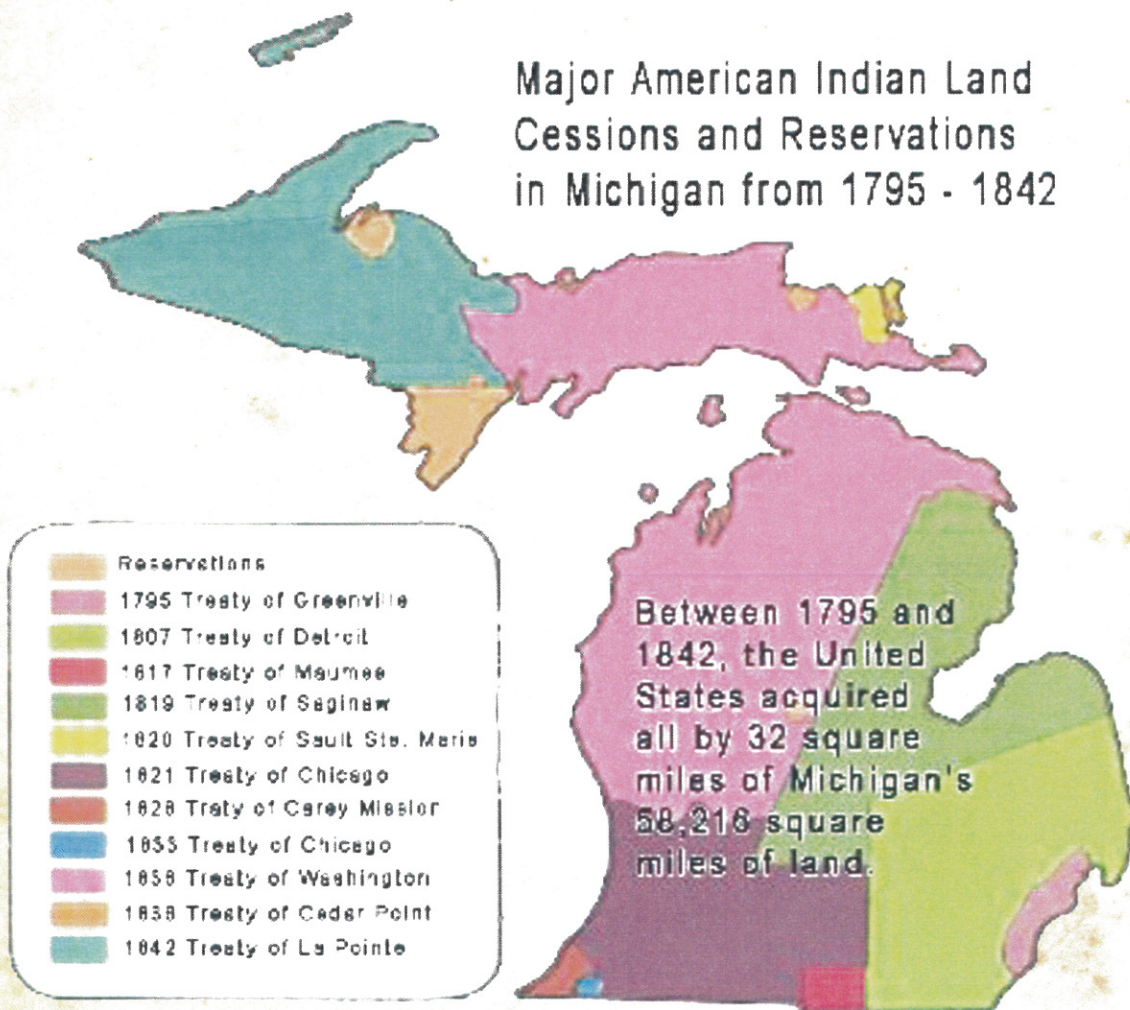 Major American Indian Land
Cessions and Reservations
in Michigan from 1795 - 1842
Between 1795 and
1842, the United
States acquired
all by 32 square
miles of Michigan's
58,216 square
miles of land.
Reservations
1795 Treaty of Greenville
1807 Treaty of Detroit
1817 Treaty of Maumee
1819 Treaty of Saginaw
1820 Treaty of Sault Ste. Marie
1821 Treaty of Chicago
1828 Traty of Carey Mission
1833 Treaty of Chicago
1836 Treaty of Washington
1836 Treaty of Cedar Point
1842 Treaty of La Pointe